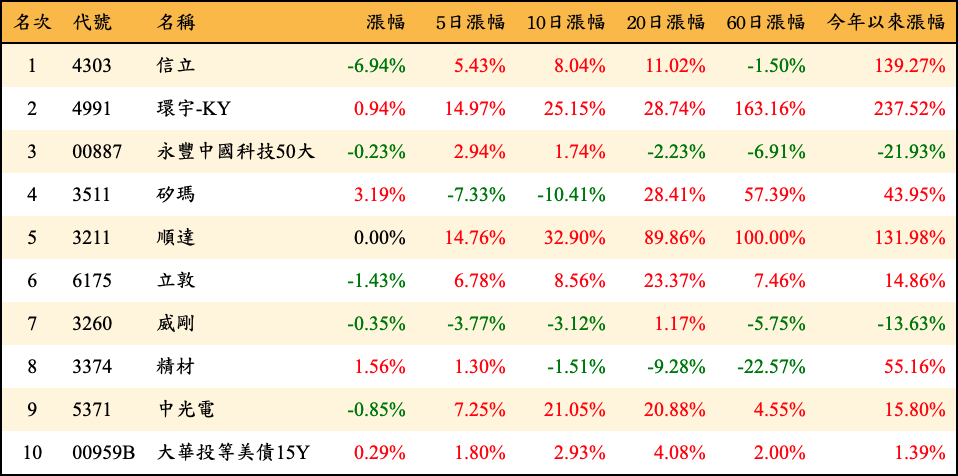 名次 代號 名稱 漲幅 5日漲幅 10日漲幅 20日漲幅 60日漲幅 今年以來漲幅
1 4303 信立 -6.94% 5.43% 8.04% 11.02% -1.50% 139.27%
2 4991 環宇-KY 0.94% 14.97% 25.15% 28.74% 163.16% 237.52%
3 00887 永豐中國科技50大 -0.23% 2.94% 1.74% -2.23% -6.91% -21.93%
4 3511 矽瑪 3.19% -7.33% -10.41% 28.41% 57.39% 43.95%
5 3211 順達 0.00% 14.76% 32.90% 89.86% 100.00% 131.98%
6 6175 立敦 -1.43% 6.78% 8.56% 23.37% 7.46% 14.86%
7 3260 威剛 -0.35% -3.77% -3.12% 1.17% -5.75% -13.63%
8 3374 精材 1.56% 1.30% -1.51% -9.28% -22.57% 55.16%
9 5371 中光電 -0.85% 7.25% 21.05% 20.88% 4.55% 15.80%
10 00959B 大華投等美債15Y 0.29% 1.80% 2.93% 4.08% 2.00% 1.39%